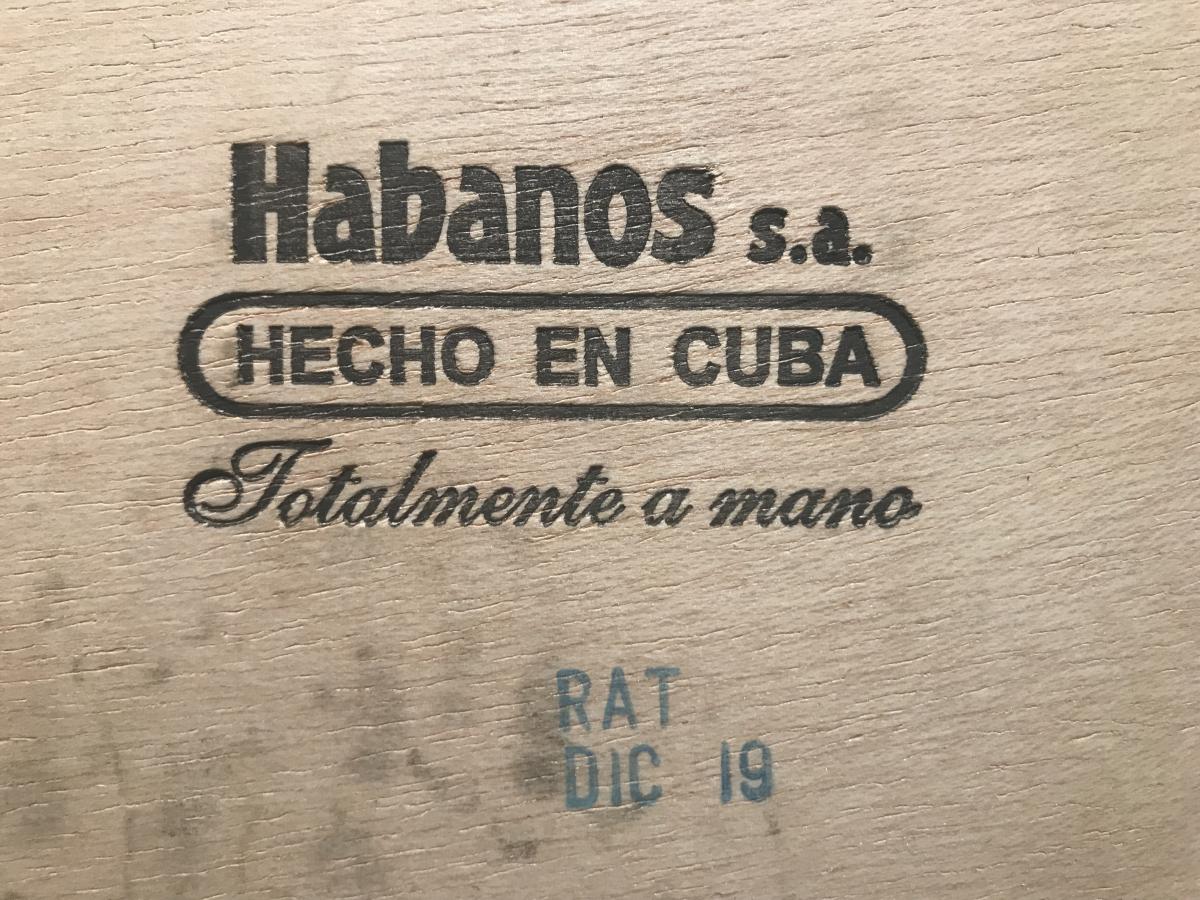 Habanos s.a.
HECHO EN CUBA
Totalmente a mano
RAT
DIC 19